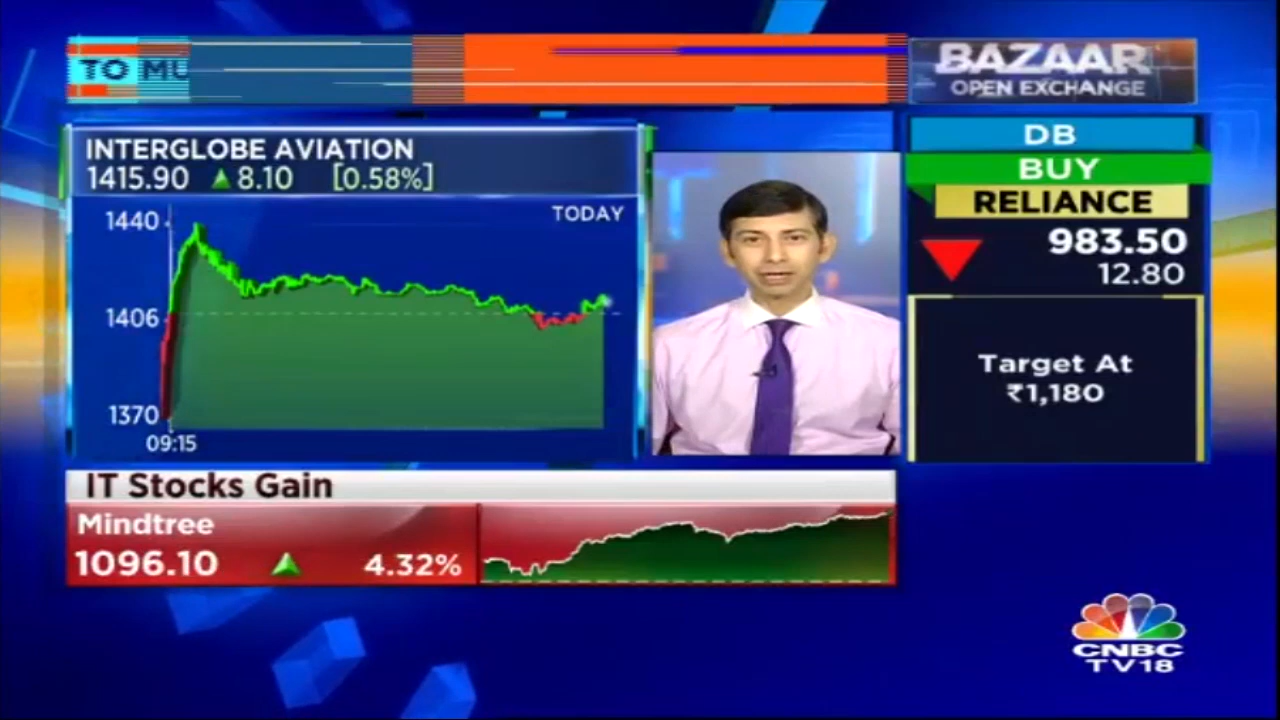 TO MU
BAZAAR
OPEN EXCHANGE
INTERGLOBE AVIATION
1415.90 ▲ 8.10 [0.58%]
TODAY
1440
1406
1370
09:15
DB
BUY
RELIANCE
983.50
12.80
Target At
₹1,180
IT Stocks Gain
Mindtree
1096.10 ▲ 4.32%
CNBC
TV18